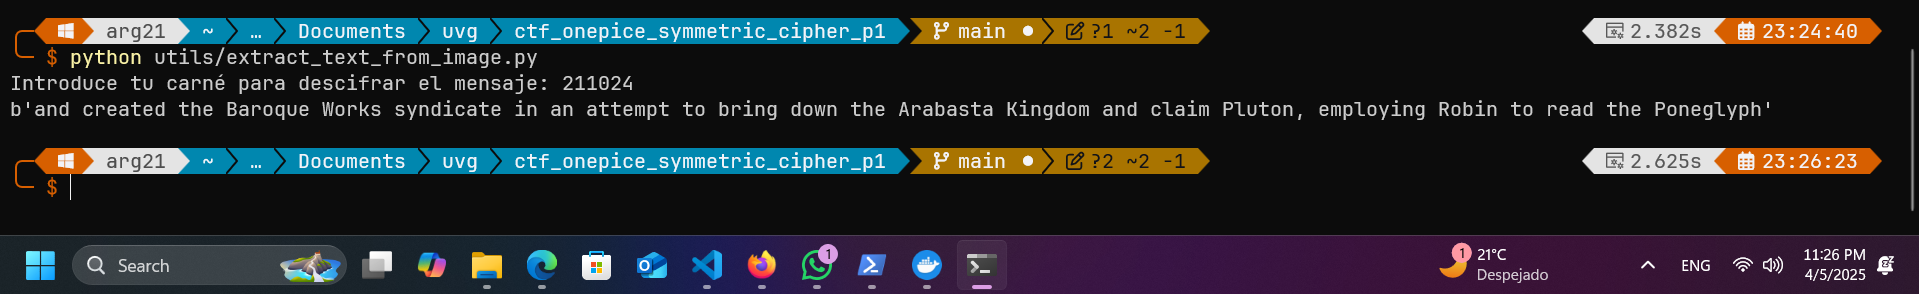 arg21 ~ … Documents uvg ctf_onepice_symmetric_cipher_p1 main ?1 ~2 -1 2.382s 23:24:40
$ python utils/extract_text_from_image.py
Introduce tu carné para descifrar el mensaje: 211024
b'and created the Baroque Works syndicate in an attempt to bring down the Arabasta Kingdom and claim Pluton, employing Robin to read the Poneglyph'
arg21 ~ … Documents uvg ctf_onepice_symmetric_cipher_p1 main ?2 ~2 -1 2.625s 23:26:23
$
Search 1 1 21°C ENG 11:26 PM
Despejado 4/5/2025